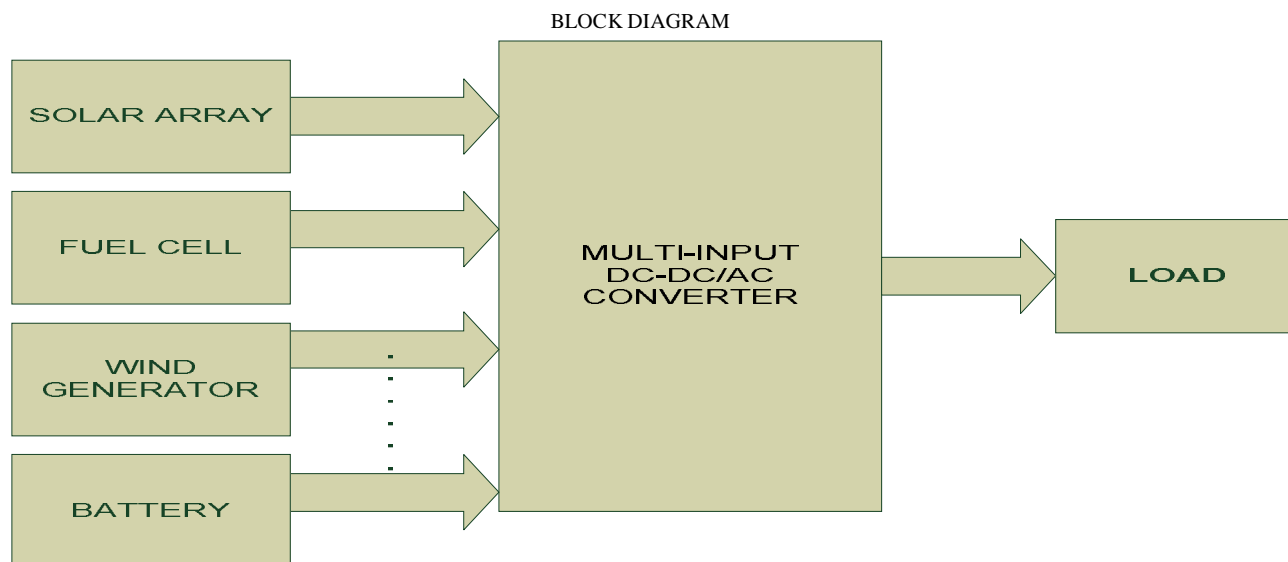 BLOCK DIAGRAM
SOLAR ARRAY
FUEL CELL
WIND
GENERATOR
BATTERY
MULTI-INPUT
DC-DC/AC
CONVERTER
LOAD